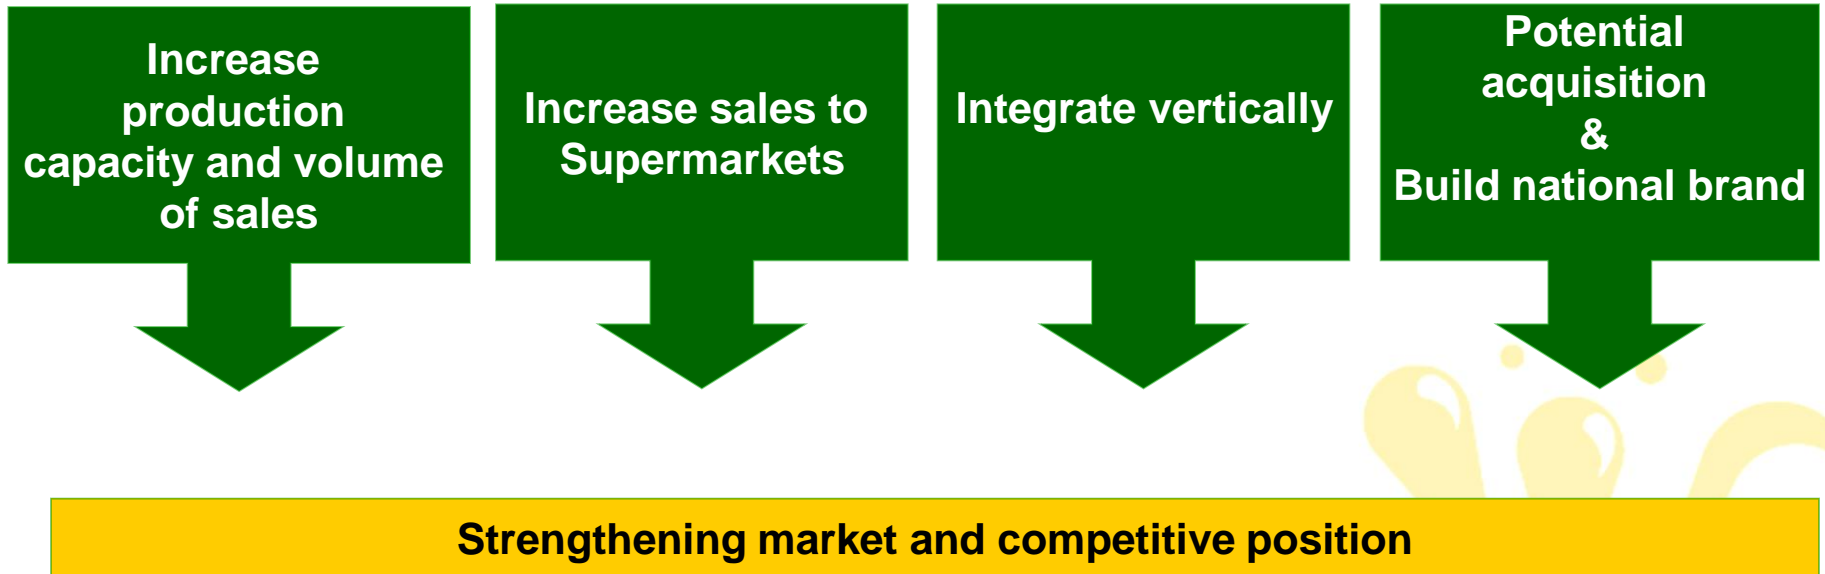 Increase
production
capacity and volume
of sales
Increase sales to
Supermarkets
Integrate vertically
Potential
acquisition
&
Build national brand
Strengthening market and competitive position